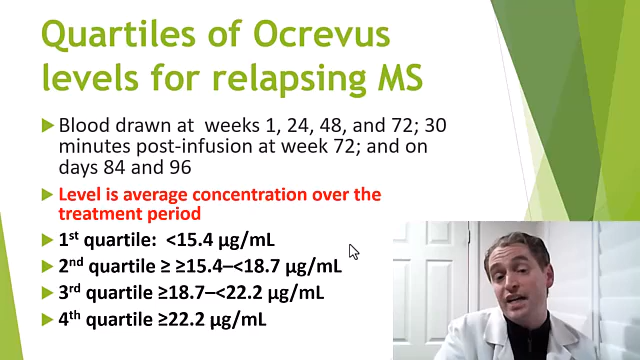 Quartiles of Ocrevus
levels for relapsing MS
Blood drawn at weeks 1, 24, 48, and 72; 30
minutes post-infusion at week 72; and on
days 84 and 96
Level is average concentration over the
treatment period
1st quartile: <15.4 µg/mL
2nd quartile ≥ ≥15.4–<18.7 µg/mL
3rd quartile ≥18.7–<22.2 µg/mL
4th quartile ≥22.2 µg/mL